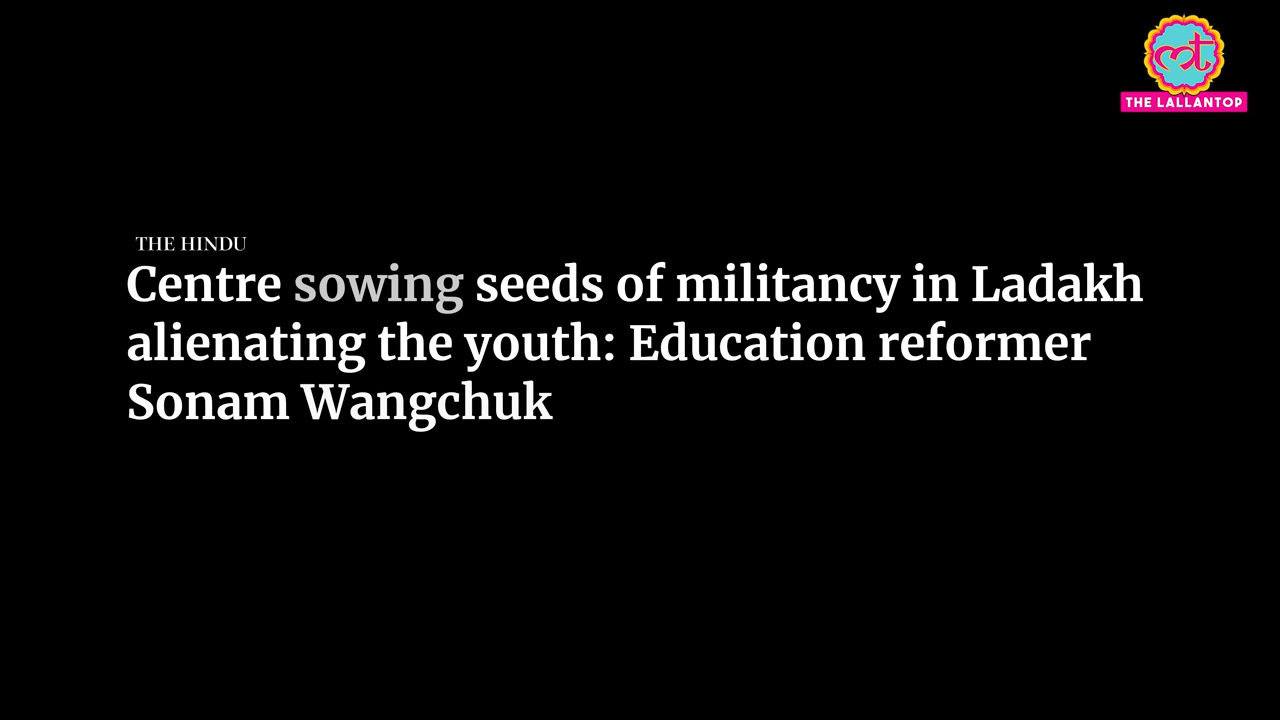 THE LALLANTOP
THE HINDU
Centre sowing seeds of militancy in Ladakh
alienating the youth: Education reformer
Sonam Wangchuk